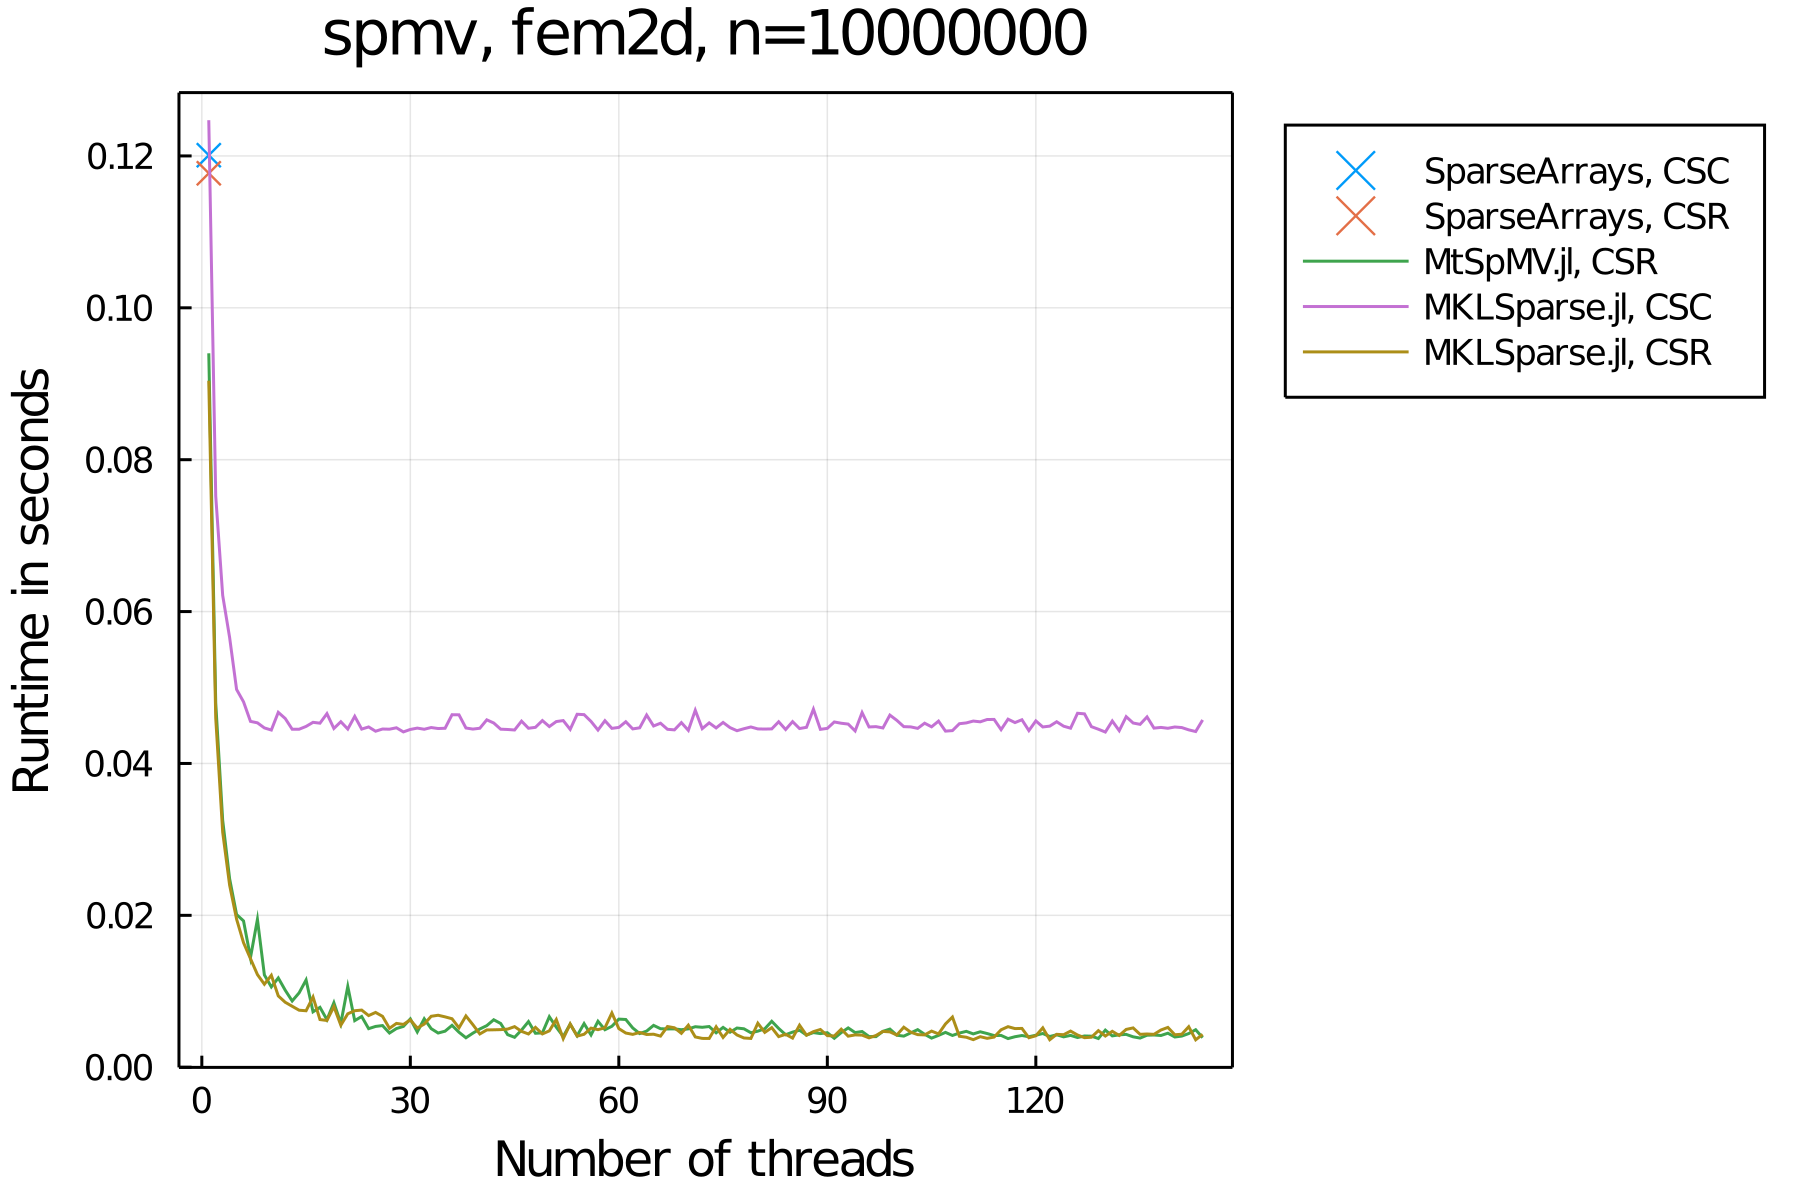 spmv, fem2d, n=10000000
Runtime in seconds
0.12
0.10
0.08
0.06
0.04
0.02
0.00
0
30
60
90
120
Number of threads
SparseArrays, CSC
SparseArrays, CSR
MtSpMV.jl, CSR
MKLSparse.jl, CSC
MKLSparse.jl, CSR